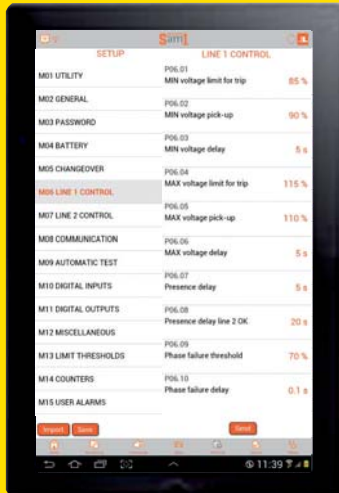 Sam1
SETUP
LINE 1 CONTROL
M01 UTILITY
M02 GENERAL
M03 PASSWORD
M04 BATTERY
M05 CHANGEOVER
M06 LINE 1 CONTROL
M07 LINE 2 CONTROL
M08 COMMUNICATION
M09 AUTOMATIC TEST
M10 DIGITAL INPUTS
M11 DIGITAL OUTPUTS
M12 MISCELLANEOUS
M13 LIMIT THRESHOLDS
M14 COUNTERS
M15 USER ALARMS
P06.01
MIN voltage limit for trip 85 %
P06.02
MIN voltage pick-up 90 %
P06.03
MIN voltage delay 5 s
P06.04
MAX voltage limit for trip 115 %
P06.05
MAX voltage pick-up 110 %
P06.06
MAX voltage delay 5 s
P06.07
Presence delay 5 s
P06.08
Presence delay line 2 OK 20 s
P06.09
Phase failure threshold 70 %
P06.10
Phase failure delay 0.1 s
Import Save Send
11:39